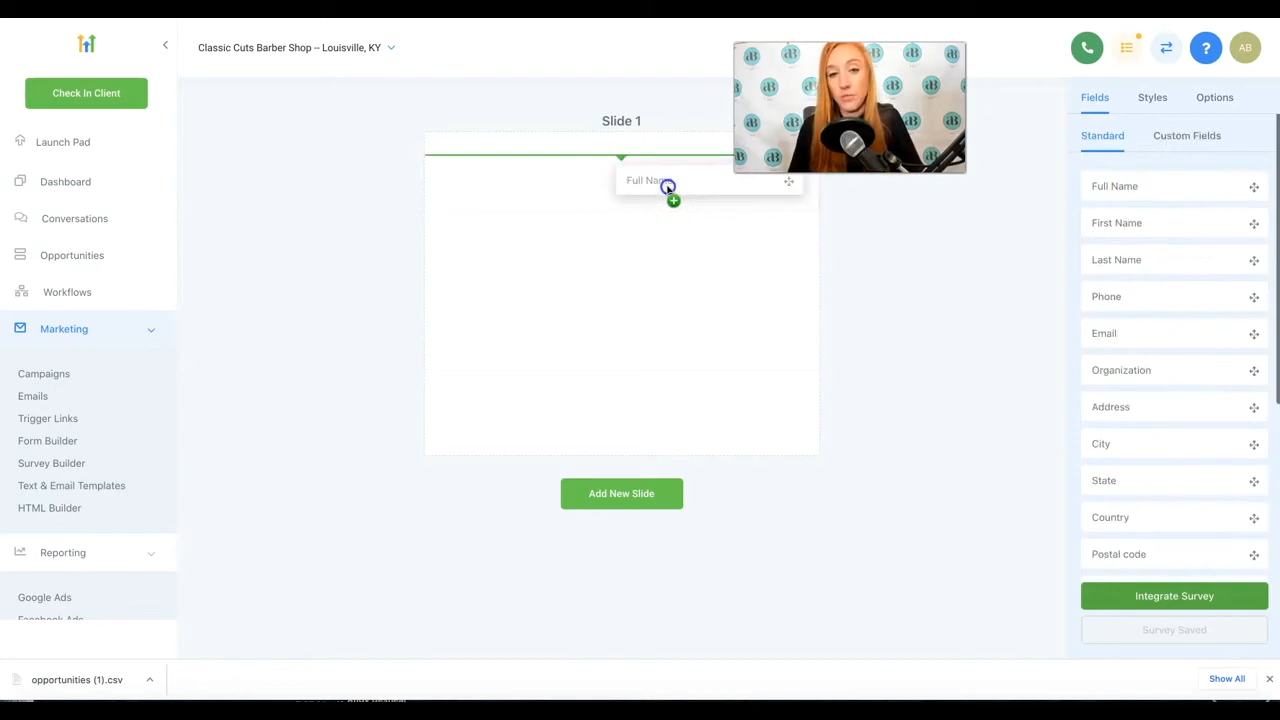 Classic Cuts Barber Shop -- Louisville, KY
AB
Check In Client
Launch Pad
Dashboard
Conversations
Opportunities
Workflows
Marketing
Campaigns
Emails
Trigger Links
Form Builder
Survey Builder
Text & Email Templates
HTML Builder
Reporting
Google Ads
Slide 1
Full Name
Add New Slide
Fields
Styles
Options
Standard
Custom Fields
Full Name
First Name
Last Name
Phone
Email
Organization
Address
City
State
Country
Postal code
Integrate Survey
Survey Saved
opportunities (1).csv
Show All